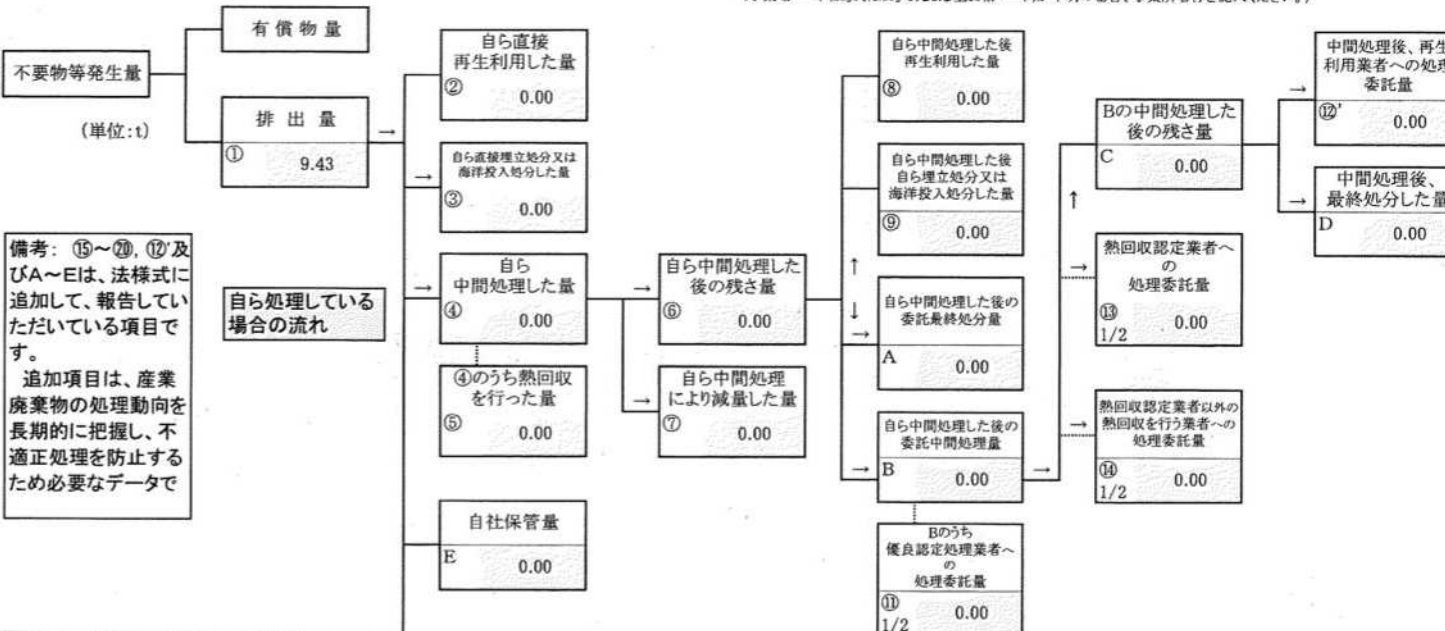 不要物等発生量
(単位:t)
有償物量
排出量
①
9.43
→
備考: ⑮～⑳, ⑫'及
びA～Eは、法様式に
追加して、報告してい
ただいている項目で
す。
追加項目は、産業
廃棄物の処理動向を
長期的に把握し、不
適正処理を防止する
ため必要なデータで
自ら処理している
場合の流れ
→
自ら直接
再生利用した量
②
0.00
→
自ら直接埋立処分又は
海洋投入処分した量
③
0.00
→
自ら
中間処理した量
④
0.00
④のうち熱回収
を行った量
⑤
0.00
自社保管量
E
0.00
→
自ら中間処理した
後の残さ量
⑥
0.00
→
自ら中間処理
により減量した量
⑦
0.00
自ら中間処理した後
再生利用した量
⑧
0.00
自ら中間処理した後
自ら埋立処分又は
海洋投入処分した量
⑨
0.00
↑
↓
→
自ら中間処理した後の
委託最終処分量
A
0.00
→
自ら中間処理した後の
委託中間処理量
B
0.00
Bのうち
優良認定処理業者へ
の
処理委託量
⑪
1/2
0.00
→
↑
Bの中間処理した
後の残さ量
C
0.00
→
熱回収認定業者へ
の
処理委託量
⑬
1/2
0.00
→
熱回収認定業者以外の
熱回収を行う業者への
処理委託量
⑭
1/2
0.00
→
中間処理後、再生
利用業者への処理
委託量
⑫'
0.00
→
中間処理後、
最終処分した量
D
0.00